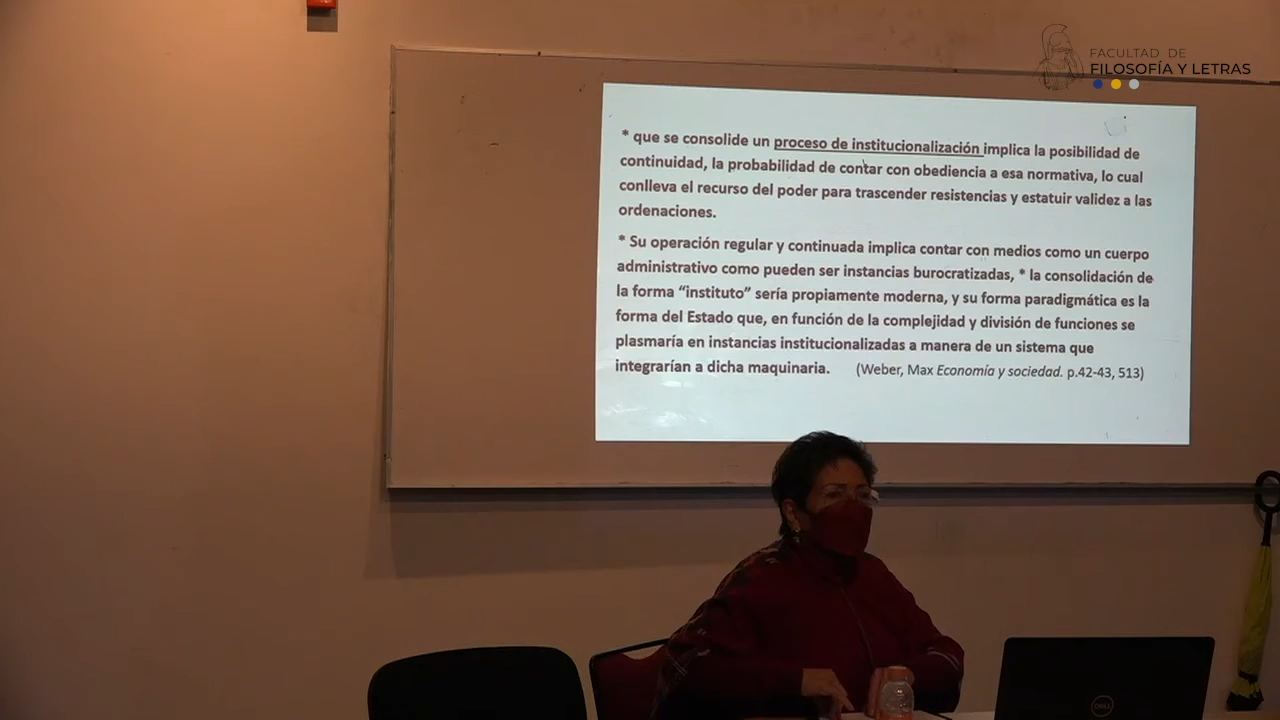 FACULTAD DE
FILOSOFÍA Y LETRAS
* que se consolide un proceso de institucionalización implica la posibilidad de
continuidad, la probabilidad de contar con obediencia a esa normativa, lo cual
conlleva el recurso del poder para trascender resistencias y estatuir validez a las
ordenaciones.
* Su operación regular y continuada implica contar con medios como un cuerpo
administrativo como pueden ser instancias burocratizadas, * la consolidación de
la forma “instituto” sería propiamente moderna, y su forma paradigmática es la
forma del Estado que, en función de la complejidad y división de funciones se
plasmaría en instancias institucionalizadas a manera de un sistema que
integrarían a dicha maquinaria. (Weber, Max Economía y sociedad. p.42-43, 513)
DELL